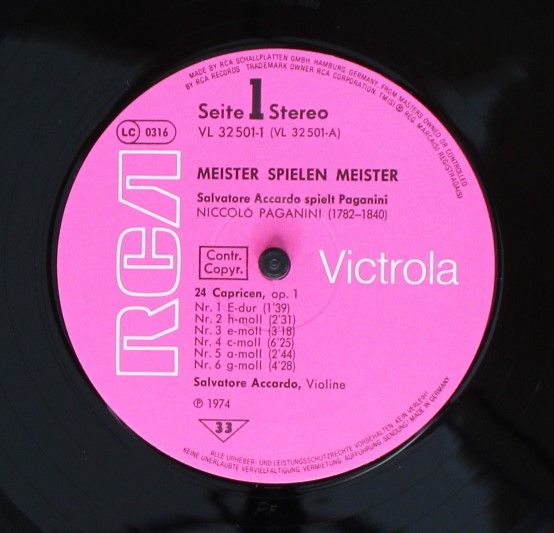 MADE BY RCA SCHALLPLATTEN GMBH, HAMBURG, GERMANY, FROM MASTERS OWNED OR CONTROLLED
BY RCA RECORDS TRADEMARK OWNER RCA CORPORATION, TM(S) ® REG. MARCA(S) REGISTRADA(S)
Seite 1 Stereo
VL 32501-1 (VL 32501-A)
LC 0316
MEISTER SPIELEN MEISTER
Salvatore Accardo spielt Paganini
NICCOLÒ PAGANINI (1782–1840)
RCA
Contr.
Copyr.
Victrola
24 Capricen, op. 1
Nr. 1 E-dur (1'39)
Nr. 2 h-moll (2'31)
Nr. 3 e-moll (3'18)
Nr. 4 c-moll (6'25)
Nr. 5 a-moll (2'44)
Nr. 6 g-moll (4'28)
Salvatore Accardo, Violine
℗ 1974
33
ALLE URHEBER- UND LEISTUNGSSCHUTZRECHTE VORBEHALTEN. KEIN VERLEIH!
KEINE UNERLAUBTE VERVIELFÄLTIGUNG, VERMIETUNG, AUFFÜHRUNG, SENDUNG! MADE IN GERMANY